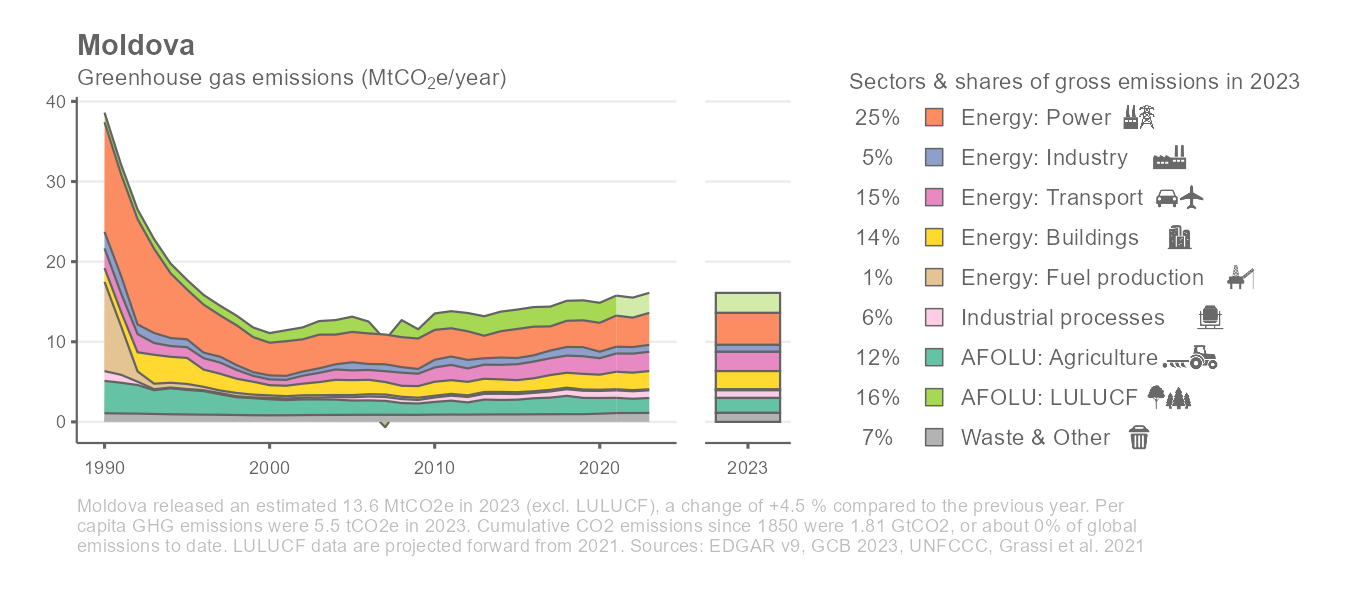 Moldova
Greenhouse gas emissions (MtCO₂e/year)
Sectors & shares of gross emissions in 2023
40
30
20
10
0
1990
2000
2010
2020
2023
25% Energy: Power
5% Energy: Industry
15% Energy: Transport
14% Energy: Buildings
1% Energy: Fuel production
6% Industrial processes
12% AFOLU: Agriculture
16% AFOLU: LULUCF
7% Waste & Other
Moldova released an estimated 13.6 MtCO2e in 2023 (excl. LULUCF), a change of +4.5 % compared to the previous year. Per
capita GHG emissions were 5.5 tCO2e in 2023. Cumulative CO2 emissions since 1850 were 1.81 GtCO2, or about 0% of global
emissions to date. LULUCF data are projected forward from 2021. Sources: EDGAR v9, GCB 2023, UNFCCC, Grassi et al. 2021